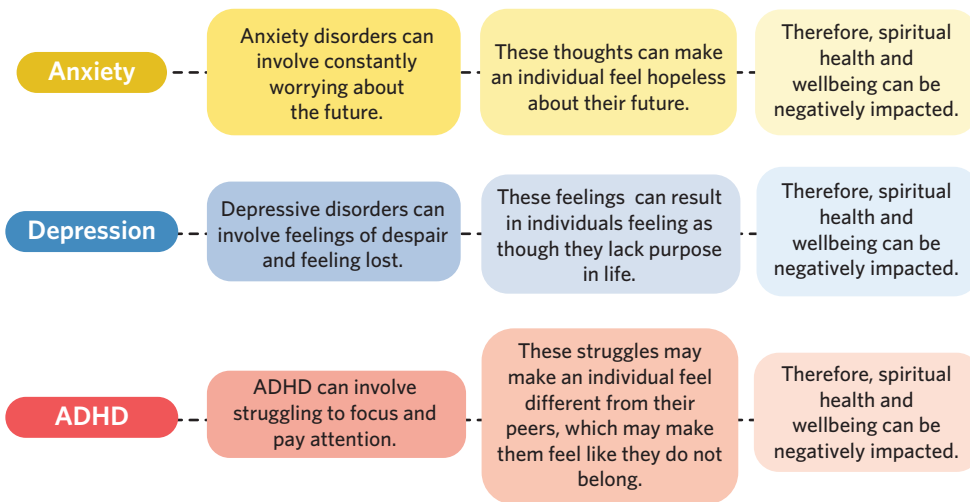 Anxiety
Anxiety disorders can
involve constantly
worrying about
the future.
These thoughts can make
an individual feel hopeless
about their future.
Therefore, spiritual
health and
wellbeing can be
negatively impacted.
Depression
Depressive disorders can
involve feelings of despair
and feeling lost.
These feelings can result
in individuals feeling as
though they lack purpose
in life.
Therefore, spiritual
health and
wellbeing can be
negatively impacted.
ADHD
ADHD can involve
struggling to focus and
pay attention.
These struggles may
make an individual feel
different from their
peers, which may make
them feel like they do not
belong.
Therefore, spiritual
health and
wellbeing can be
negatively impacted.